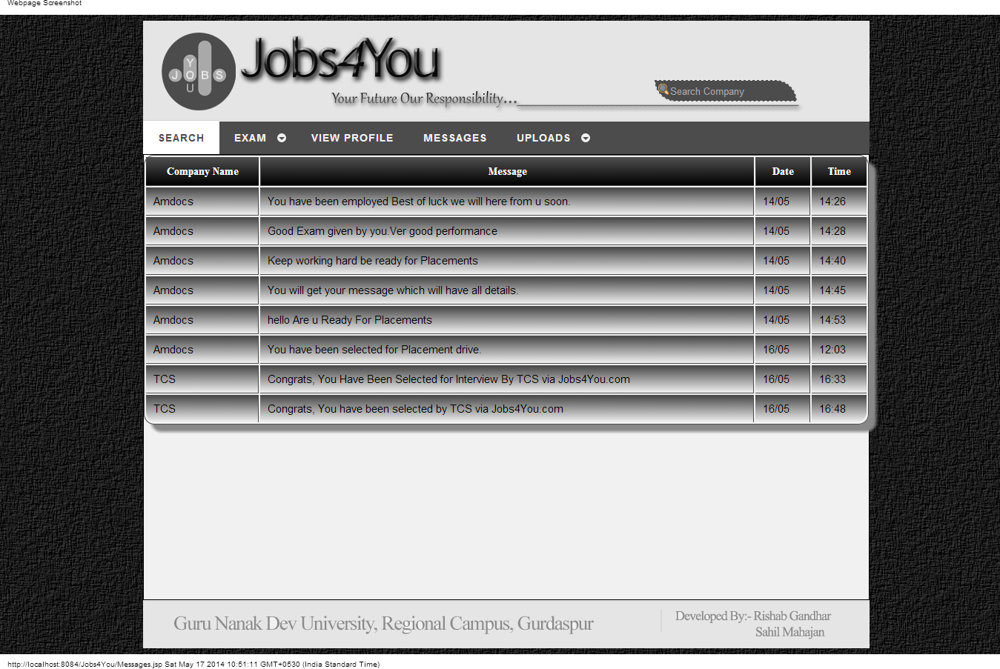 Webpage Screenshot
Y
JOBS
U
Jobs4You
Your Future Our Responsibility...
Search Company
SEARCH EXAM VIEW PROFILE MESSAGES UPLOADS
Company Name Message Date Time
Amdocs You have been employed Best of luck we will here from u soon. 14/05 14:26
Amdocs Good Exam given by you.Ver good performance 14/05 14:28
Amdocs Keep working hard be ready for Placements 14/05 14:40
Amdocs You will get your message which will have all details. 14/05 14:45
Amdocs hello Are u Ready For Placements 14/05 14:53
Amdocs You have been selected for Placement drive. 16/05 12:03
TCS Congrats, You Have Been Selected for Interview By TCS via Jobs4You.com 16/05 16:33
TCS Congrats, You have been selected by TCS via Jobs4You.com 16/05 16:48
Guru Nanak Dev University, Regional Campus, Gurdaspur
Developed By:- Rishab Gandhar
Sahil Mahajan
http://localhost:8084/Jobs4You/Messages.jsp Sat May 17 2014 10:51:11 GMT+0530 (India Standard Time)